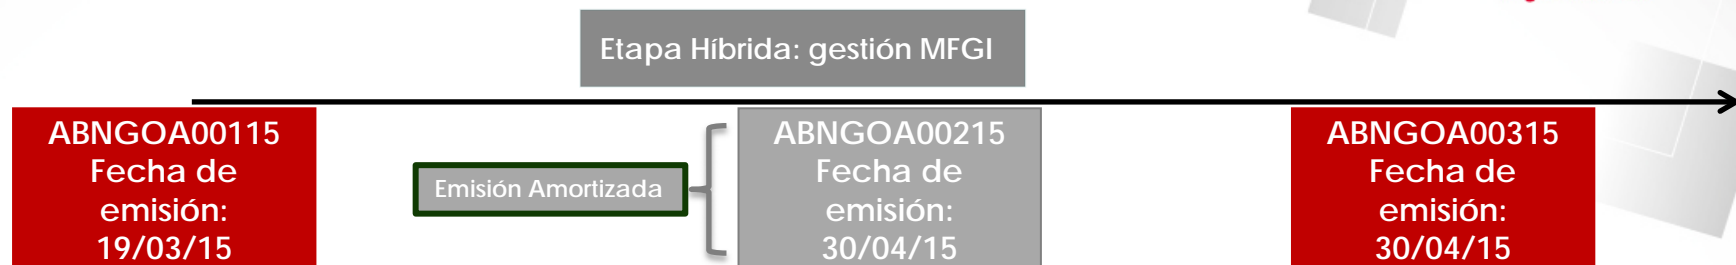 Etapa Híbrida: gestión MFGI
ABNGOA00115
Fecha de
emisión:
19/03/15
Emisión Amortizada
ABNGOA00215
Fecha de
emisión:
30/04/15
ABNGOA00315
Fecha de
emisión:
30/04/15